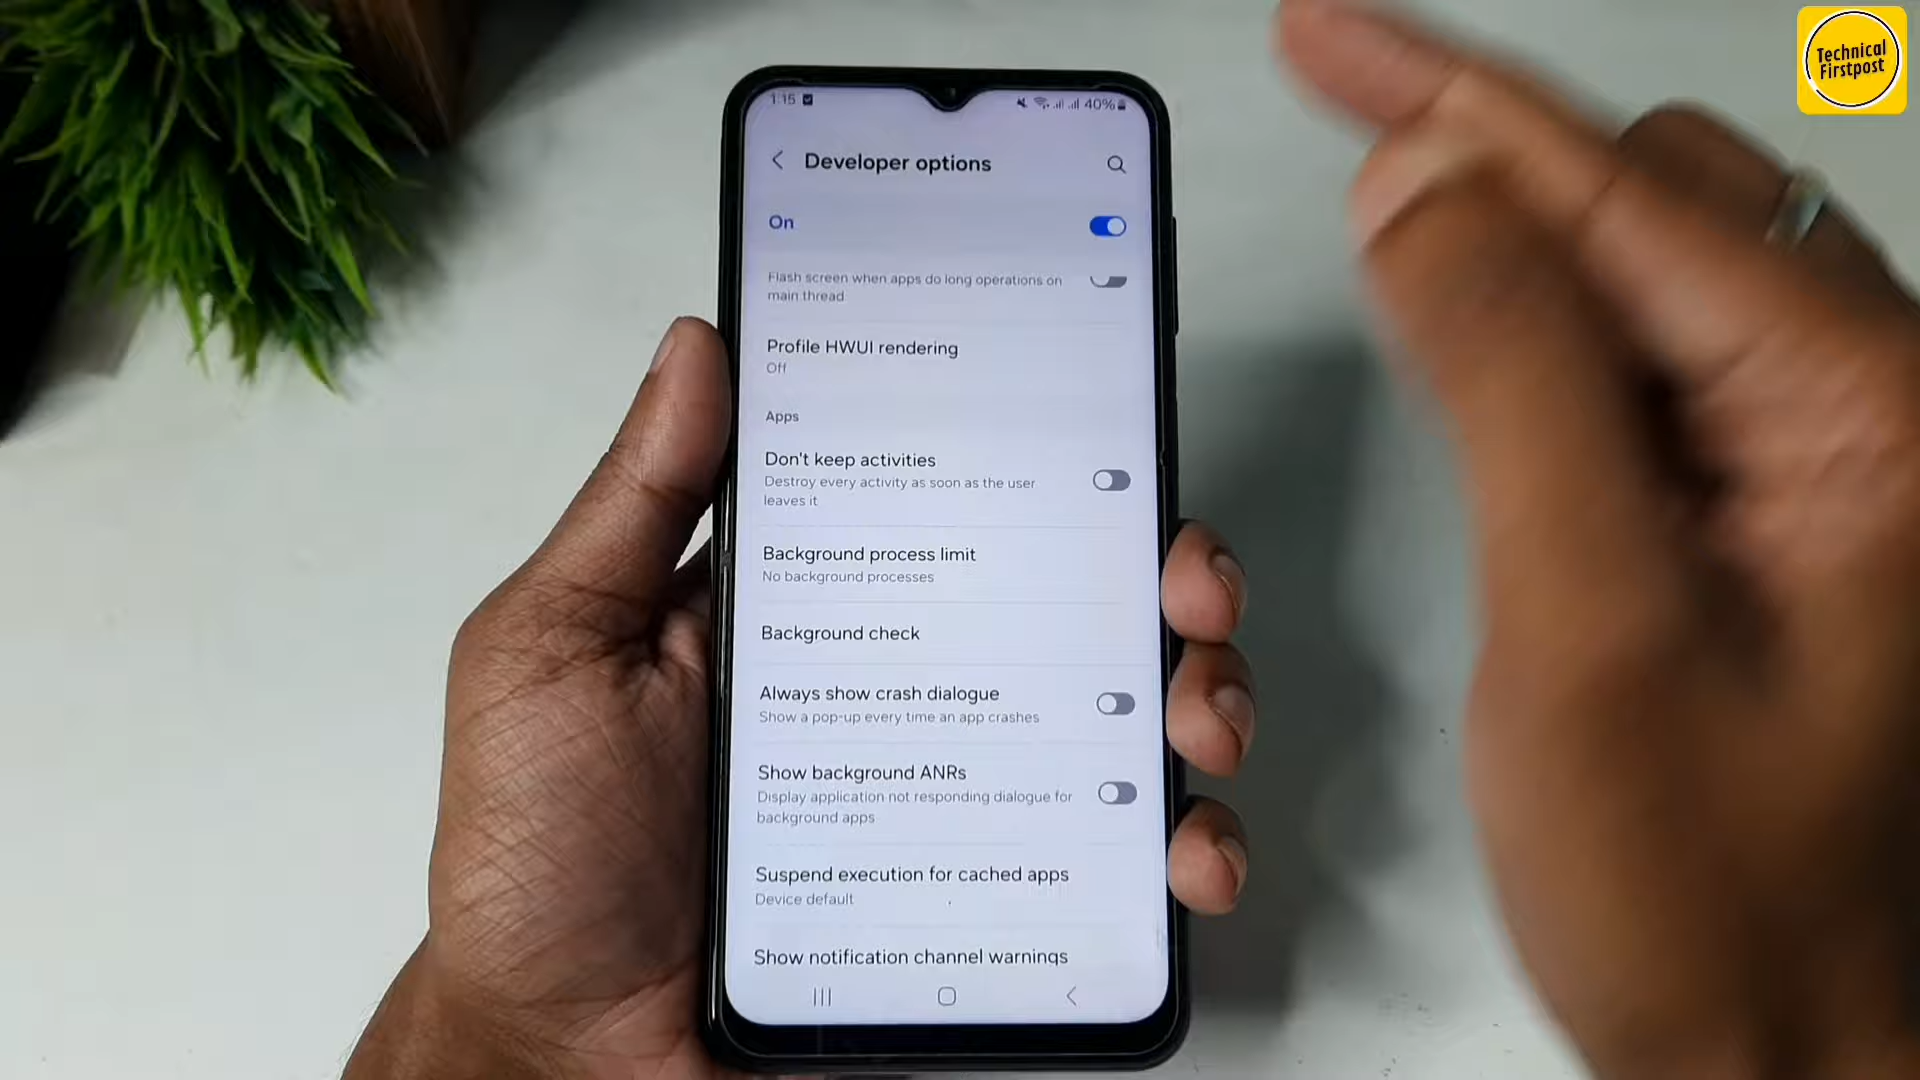 Technical
Firstpost
1:15
40%
Developer options
On
Flash screen when apps do long operations on
main thread
Profile HWUI rendering
Off
Apps
Don't keep activities
Destroy every activity as soon as the user
leaves it
Background process limit
No background processes
Background check
Always show crash dialogue
Show a pop-up every time an app crashes
Show background ANRs
Display application not responding dialogue for
background apps
Suspend execution for cached apps
Device default
Show notification channel warnings